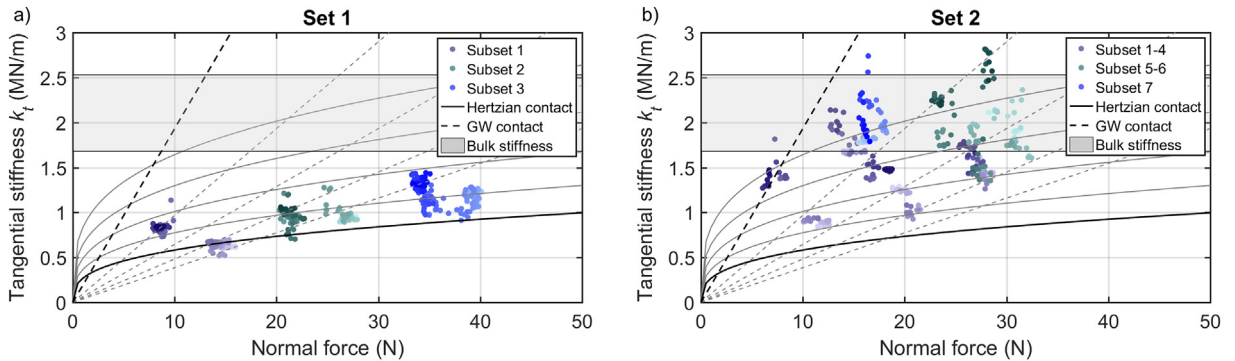 a)
Set 1
Tangential stiffness kt (MN/m)
3
2.5
2
1.5
1
0.5
0
0 10 20 30 40 50
Normal force (N)
Subset 1
Subset 2
Subset 3
Hertzian contact
GW contact
Bulk stiffness
b)
Set 2
Tangential stiffness kt (MN/m)
3
2.5
2
1.5
1
0.5
0
0 10 20 30 40 50
Normal force (N)
Subset 1-4
Subset 5-6
Subset 7
Hertzian contact
GW contact
Bulk stiffness